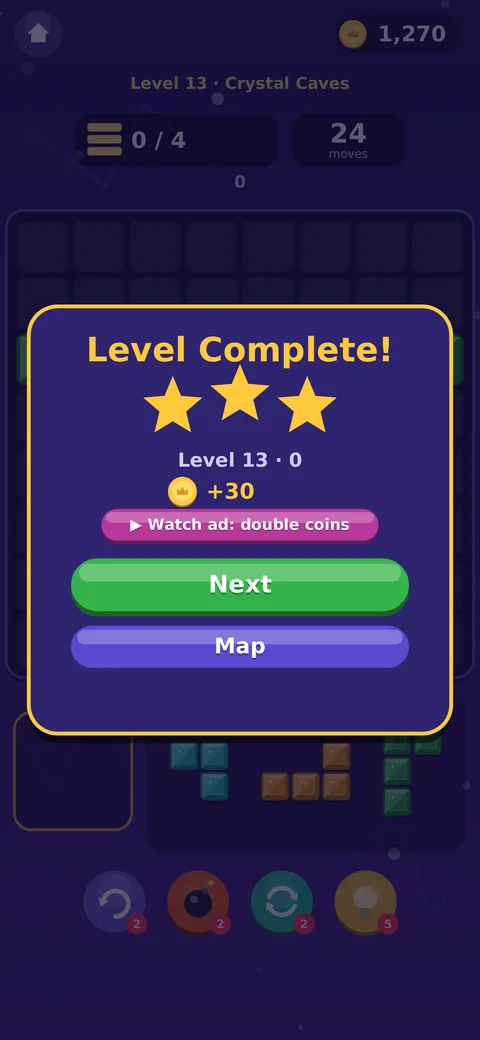 1,270
Level 13 · Crystal Caves
0 / 4
24
moves
0
Level Complete!
Level 13 · 0
+30
▶ Watch ad: double coins
Next
Map
2
2
2
5